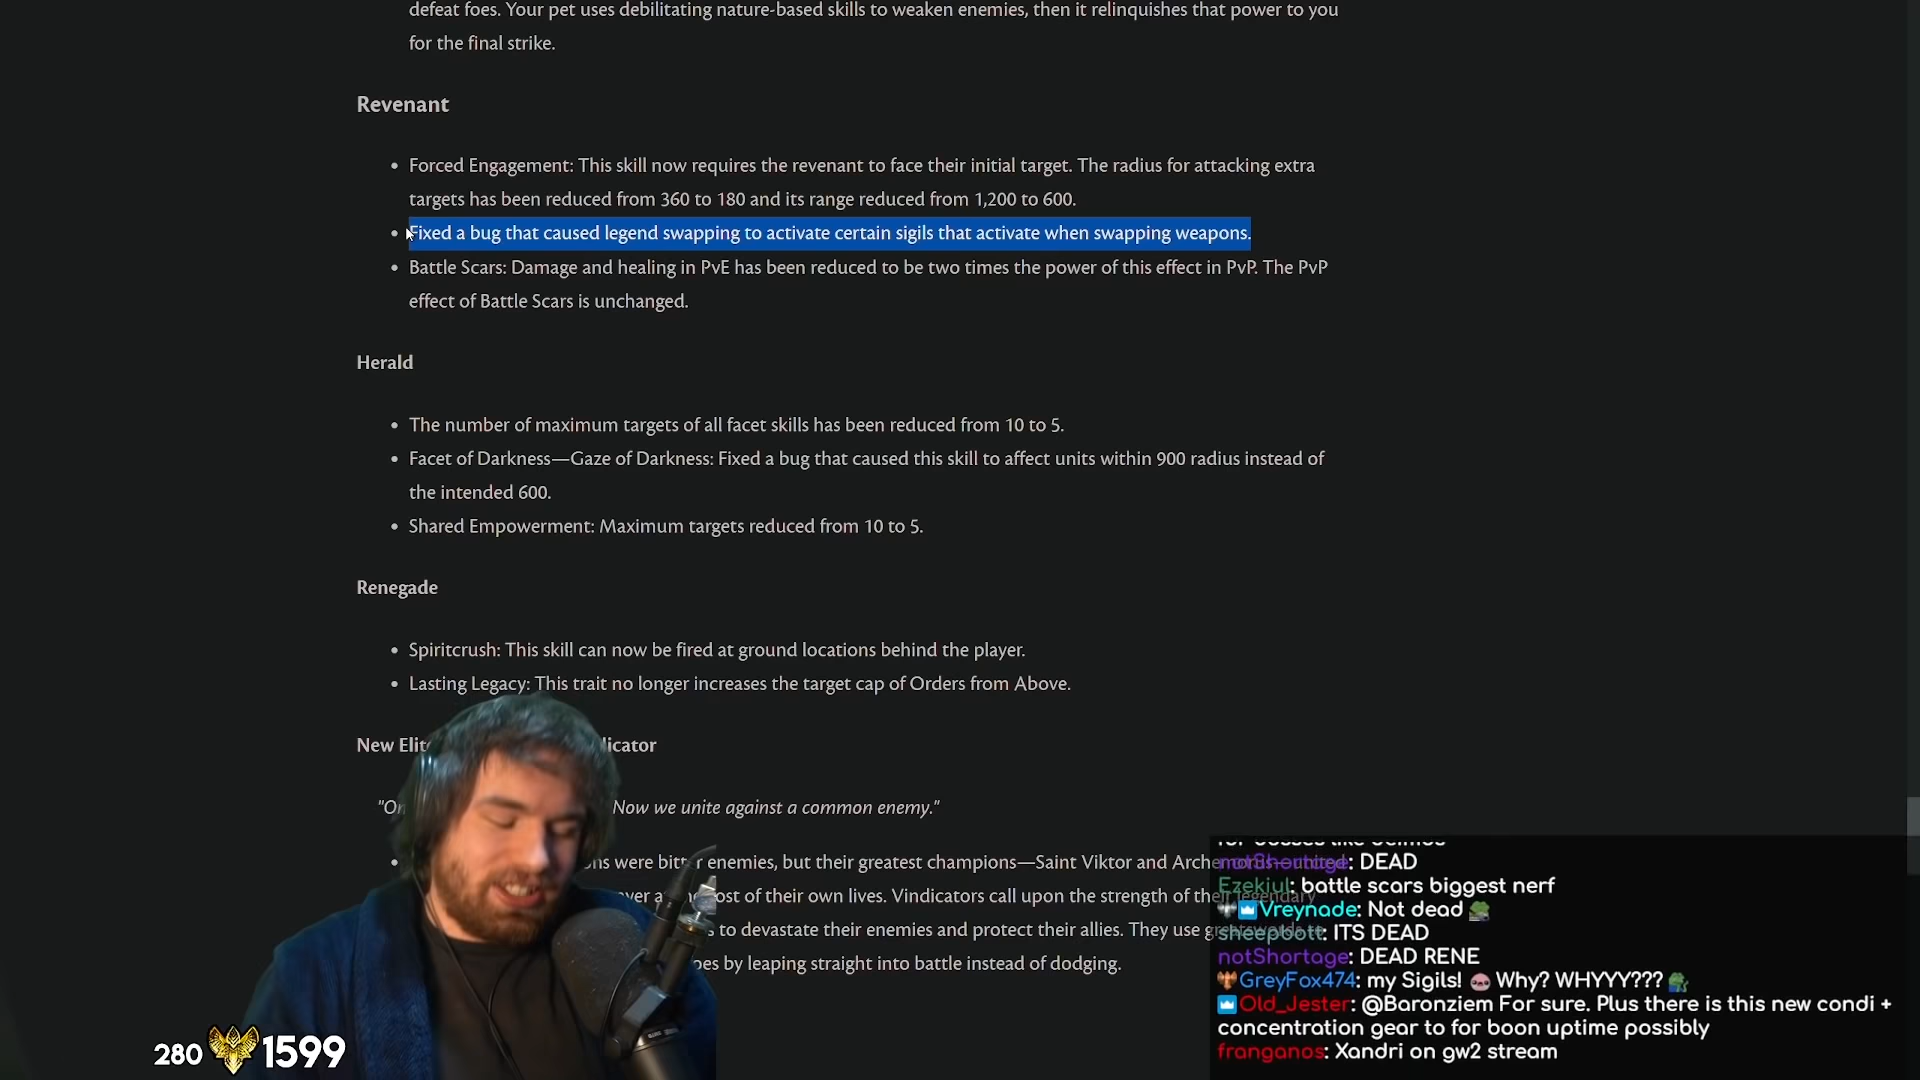 defeat foes. Your pet uses debilitating nature-based skills to weaken enemies, then it relinquishes that power to you
for the final strike.
Revenant
• Forced Engagement: This skill now requires the revenant to face their initial target. The radius for attacking extra
targets has been reduced from 360 to 180 and its range reduced from 1,200 to 600.
• Fixed a bug that caused legend swapping to activate certain sigils that activate when swapping weapons.
• Battle Scars: Damage and healing in PvE has been reduced to be two times the power of this effect in PvP. The PvP
effect of Battle Scars is unchanged.
Herald
• The number of maximum targets of all facet skills has been reduced from 10 to 5.
• Facet of Darkness—Gaze of Darkness: Fixed a bug that caused this skill to affect units within 900 radius instead of
the intended 600.
• Shared Empowerment: Maximum targets reduced from 10 to 5.
Renegade
• Spiritcrush: This skill can now be fired at ground locations behind the player.
• Lasting Legacy: This trait no longer increases the target cap of Orders from Above.
New
"On Now we unite against a common enemy."
• were bitter enemies, but their greatest champions—Saint Viktor and
of their own lives. Vindicators call upon the strength of their legendary
to devastate their enemies and protect their allies. They use
by leaping straight into battle instead of dodging.
notShortage: DEAD
Ezekiul: battle scars biggest nerf
Vreynade: Not dead
sheepbott: ITS DEAD
notShortage: DEAD RENE
GreyFox474: my Sigils! Why? WHYYY???
Old_Jester: @Baronziem For sure. Plus there is this new condi +
concentration gear to for boon uptime possibly
franganos: Xandri on gw2 stream
280 1599